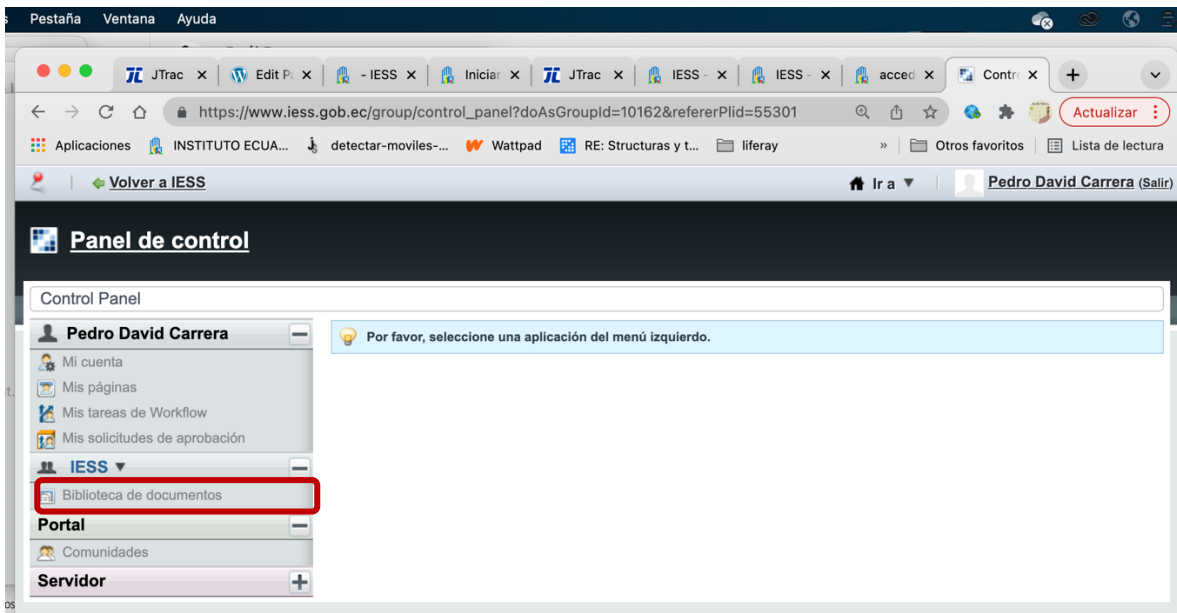 Pestaña Ventana Ayuda
JTrac Edit P - IESS Iniciar JTrac IESS - IESS - acced Contr
https://www.iess.gob.ec/group/control_panel?doAsGroupId=10162&refererPlid=55301 Actualizar
Aplicaciones INSTITUTO ECUA... detectar-moviles-... Wattpad RE: Structuras y t... liferay » Otros favoritos Lista de lectura
Volver a IESS Ir a Pedro David Carrera (Salir)
Panel de control
Control Panel
Pedro David Carrera
Por favor, seleccione una aplicación del menú izquierdo.
Mi cuenta
Mis páginas
Mis tareas de Workflow
Mis solicitudes de aprobación
IESS
Biblioteca de documentos
Portal
Comunidades
Servidor